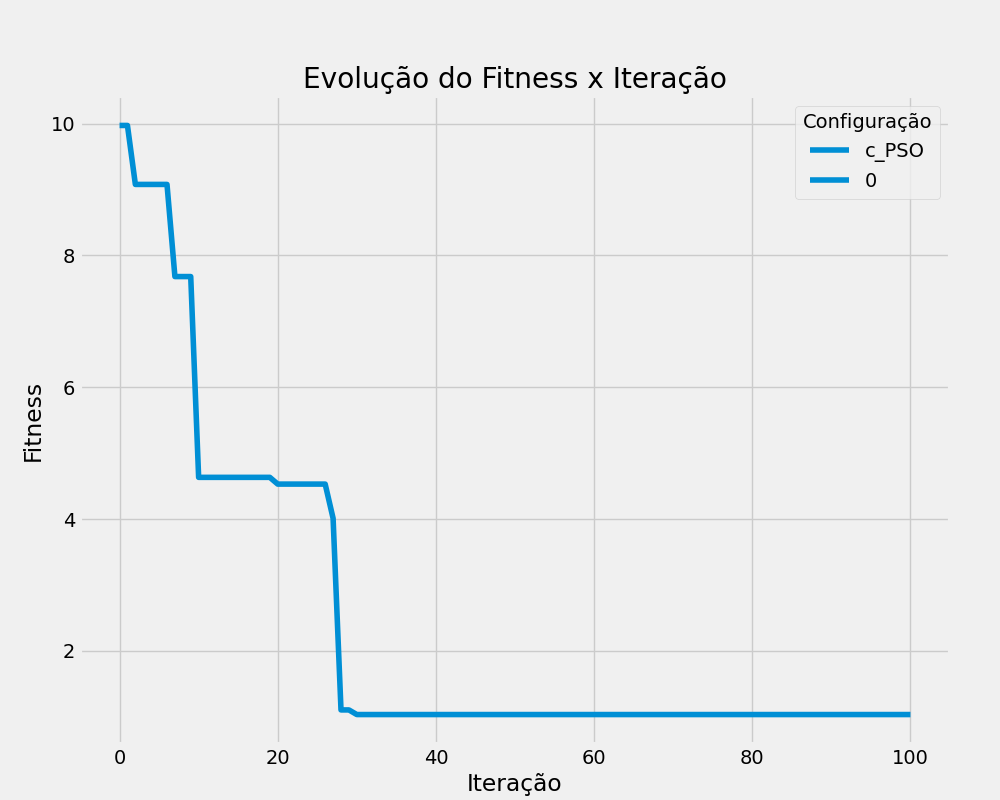 Evolução do Fitness x Iteração
Configuração
c_PSO
0
10
8
6
4
2
Fitness
0 20 40 60 80 100
Iteração